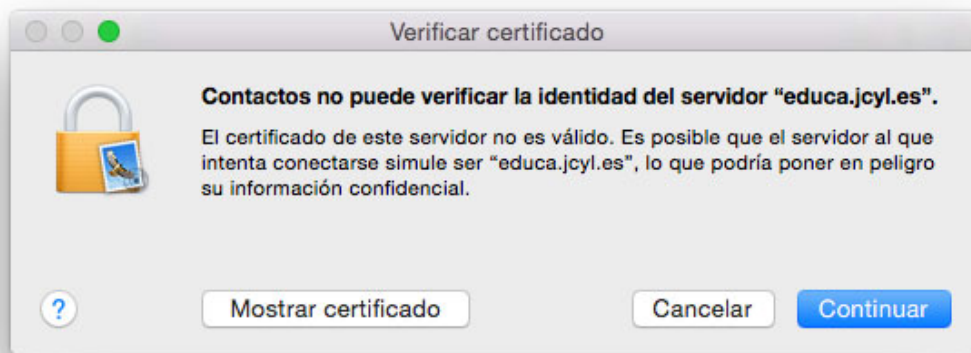 Verificar certificado
Contactos no puede verificar la identidad del servidor “educa.jcyl.es”.
El certificado de este servidor no es válido. Es posible que el servidor al que
intenta conectarse simule ser “educa.jcyl.es”, lo que podría poner en peligro
su información confidencial.
? Mostrar certificado Cancelar Continuar